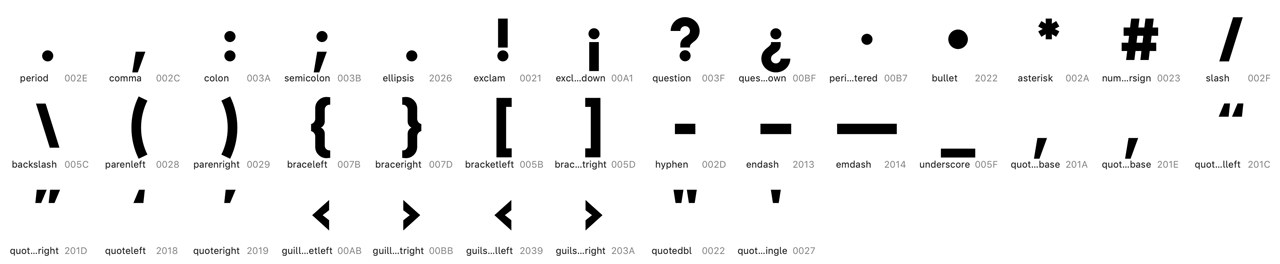 . , : ; . ! ¡ ? ¿ · • * # /
period 002E comma 002C colon 003A semicolon 003B ellipsis 2026 exclam 0021 excl...down 00A1 question 003F ques...own 00BF peri...tered 00B7 bullet 2022 asterisk 002A num...rsign 0023 slash 002F
\ ( ) { } [ ] - – — _ , , “
backslash 005C parenleft 0028 parenright 0029 braceleft 007B braceright 007D bracketleft 005B brac...tright 005D hyphen 002D endash 2013 emdash 2014 underscore 005F quot...base 201A quot...base 201E quot...lleft 201C
” ‘ ’ ‹ › ‹ › " '
quot...right 201D quoteleft 2018 quoteright 2019 guill...etleft 00AB guill...tright 00BB guils...lleft 2039 guils...right 203A quotedbl 0022 quot...ingle 0027